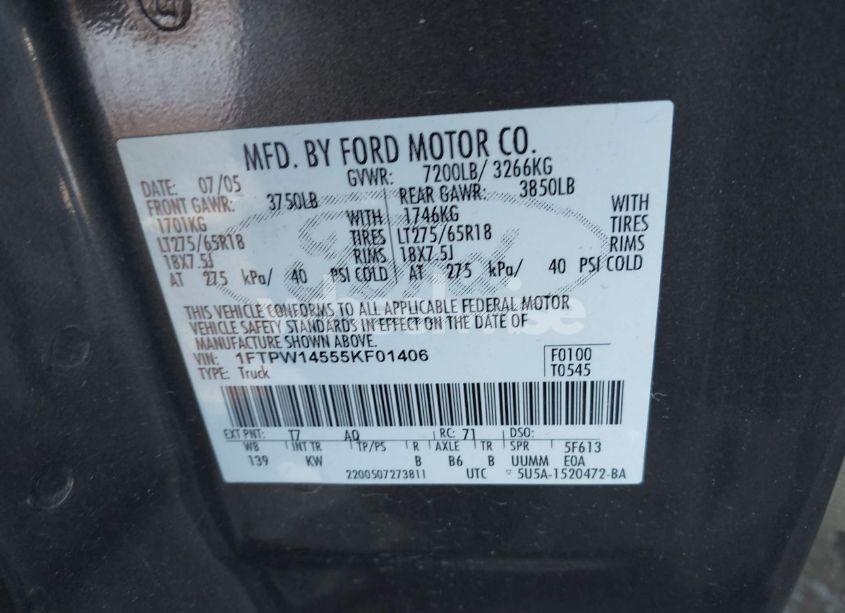 MFD. BY FORD MOTOR CO.
DATE: 07/05 GVWR: 7200LB/ 3266KG
FRONT GAWR: 3750LB REAR GAWR: 3850LB
1701KG WITH 1746KG WITH
LT275/65R18 TIRES LT275/65R18 TIRES
18X7.5J RIMS 18X7.5J RIMS
AT 275 kPa/ 40 PSI COLD AT 275 kPa/ 40 PSI COLD
THIS VEHICLE CONFORMS TO ALL APPLICABLE FEDERAL MOTOR
VEHICLE SAFETY STANDARDS IN EFFECT ON THE DATE OF
MANUFACTURE SHOWN ABOVE.
VIN: 1FTPW14555KF01406 F0100
TYPE: Truck T0545
EXT PNT: T7 AQ RC: 71 DSO:
WB INT TR TP/PS R AXLE TR SPR 5F613
139 KW B B6 B UUMM E0A
2200507273811 UTC 5U5A-1520472-BA